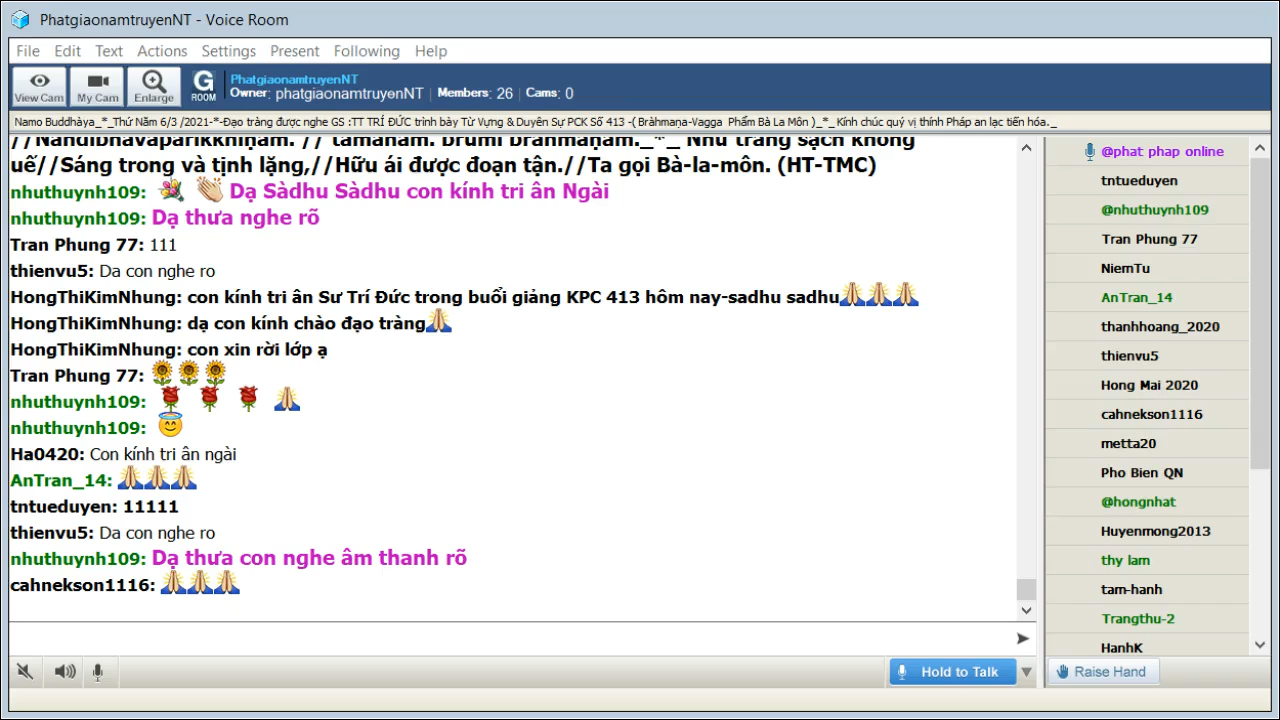 PhatgiaonamtruyenNT - Voice Room
File Edit Text Actions Settings Present Following Help
View Cam My Cam Enlarge G ROOM PhatgiaonamtruyenNT
Owner: phatgiaonamtruyenNT | Members: 26 | Cams: 0
Namo Buddhàya_*_Thứ Năm 6/3 /2021-*-Đạo tràng được nghe GS :TT TRÍ ĐỨC trình bày Từ Vựng & Duyên Sự PCK Số 413 -( Bràhmaṇa-Vagga Phẩm Bà La Môn )_*_ Kính chúc quý vị thính Pháp an lạc tiến hóa._
//Nandībhavaparikkhīṇaṃ. // tamahaṃ. brūmi brāhmaṇaṃ._*_ Như trăng sạch không
uế//Sáng trong và tịnh lặng,//Hữu ái được đoạn tận.//Ta gọi Bà-la-môn. (HT-TMC)
nhuthuynh109: Dạ Sàdhu Sàdhu con kính tri ân Ngài
nhuthuynh109: Dạ thưa nghe rõ
Tran Phung 77: 111
thienvu5: Da con nghe ro
HongThiKimNhung: con kính tri ân Sư Trí Đức trong buổi giảng KPC 413 hôm nay-sadhu sadhu
HongThiKimNhung: dạ con kính chào đạo tràng
HongThiKimNhung: con xin rời lớp ạ
Tran Phung 77:
nhuthuynh109:
nhuthuynh109:
Ha0420: Con kính tri ân ngài
AnTran_14:
tntueduyen: 11111
thienvu5: Da con nghe ro
nhuthuynh109: Dạ thưa con nghe âm thanh rõ
cahnekson1116:
@phat phap online
tntueduyen
@nhuthuynh109
Tran Phung 77
NiemTu
AnTran_14
thanhhoang_2020
thienvu5
Hong Mai 2020
cahnekson1116
metta20
Pho Bien QN
@hongnhat
Huyenmong2013
thy lam
tam-hanh
Trangthu-2
HanhK
Hold to Talk
Raise Hand